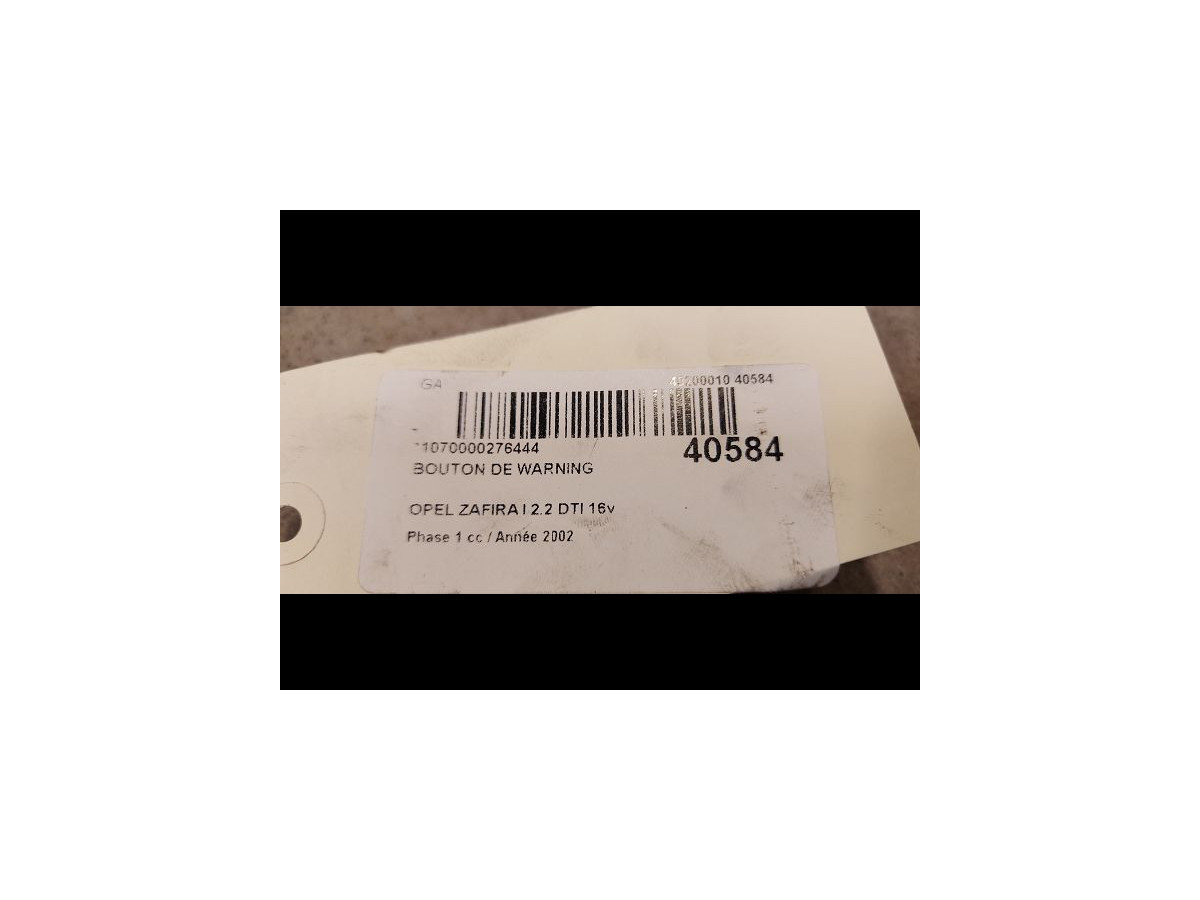 GA
40584
1070000276444
40584
BOUTON DE WARNING
OPEL ZAFIRA I 2.2 DTI 16v
Phase 1 cc / Année 2002